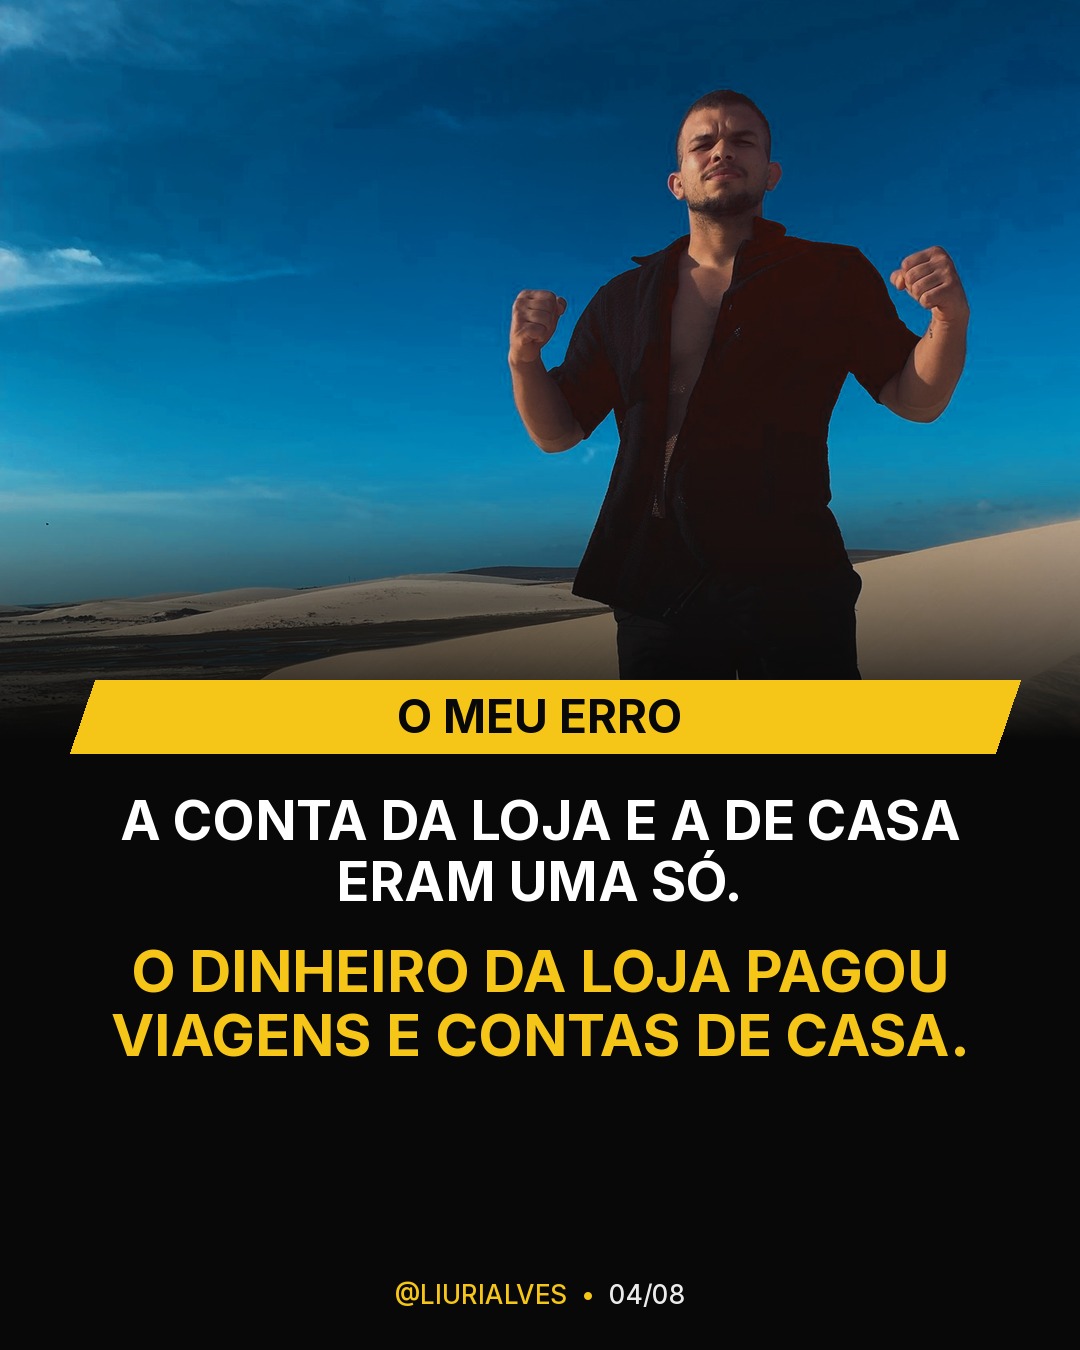 O MEU ERRO
A CONTA DA LOJA E A DE CASA
ERAM UMA SÓ.
O DINHEIRO DA LOJA PAGOU
VIAGENS E CONTAS DE CASA.
@LIURIALVES • 04/08